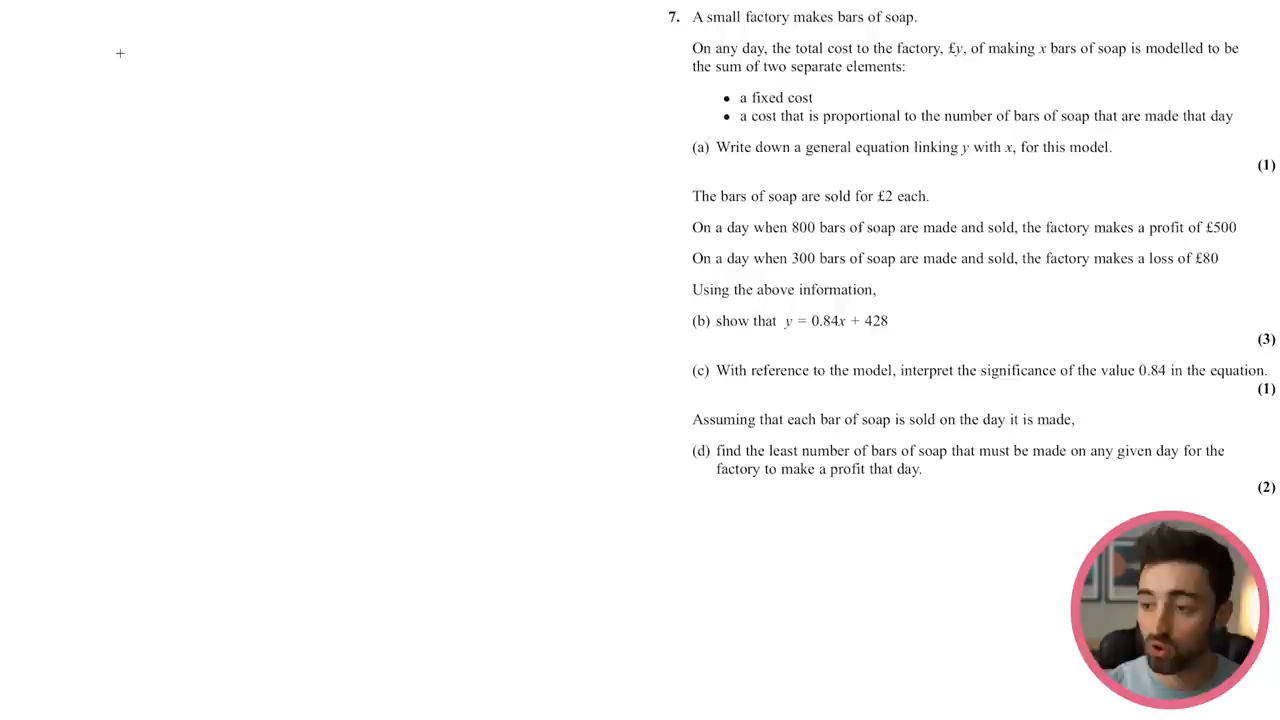 7. A small factory makes bars of soap.
On any day, the total cost to the factory, £y, of making x bars of soap is modelled to be
the sum of two separate elements:
• a fixed cost
• a cost that is proportional to the number of bars of soap that are made that day
(a) Write down a general equation linking y with x, for this model.
(1)
The bars of soap are sold for £2 each.
On a day when 800 bars of soap are made and sold, the factory makes a profit of £500
On a day when 300 bars of soap are made and sold, the factory makes a loss of £80
Using the above information,
(b) show that y = 0.84x + 428
(3)
(c) With reference to the model, interpret the significance of the value 0.84 in the equation.
(1)
Assuming that each bar of soap is sold on the day it is made,
(d) find the least number of bars of soap that must be made on any given day for the
factory to make a profit that day.
(2)